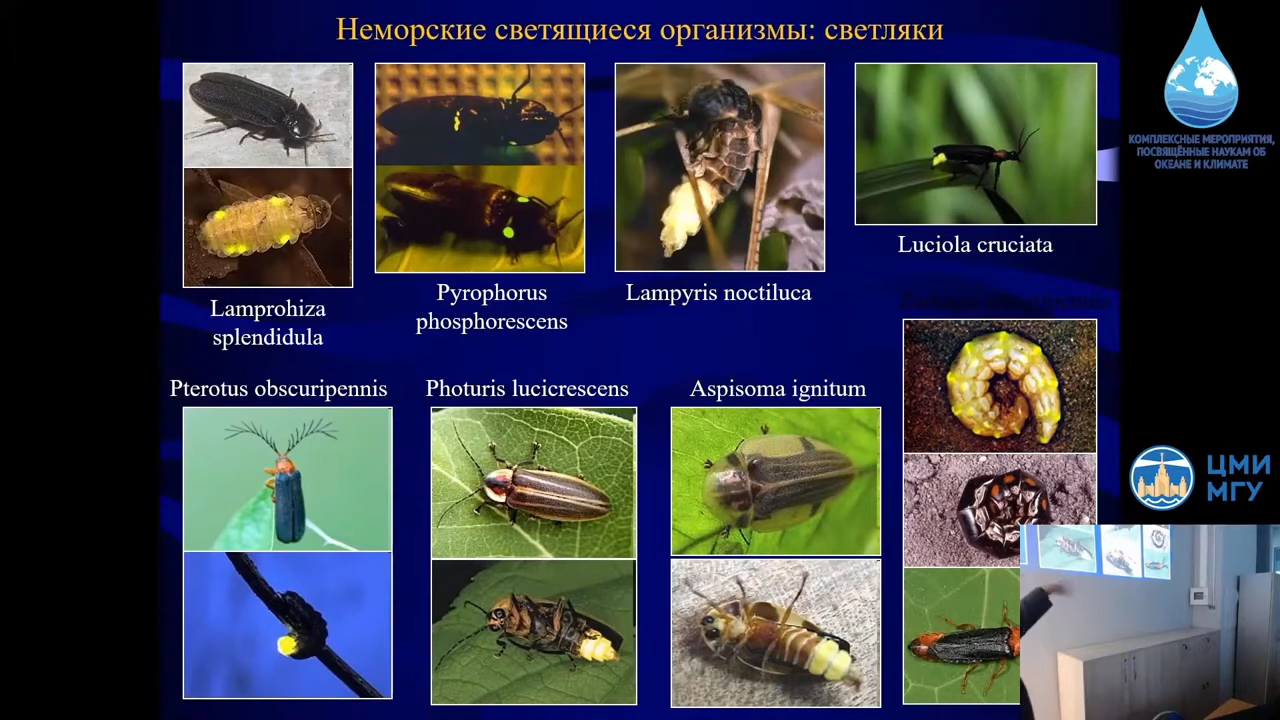 Неморские светящиеся организмы: светляки
КОМПЛЕКСНЫЕ МЕРОПРИЯТИЯ,
ПОСВЯЩЁННЫЕ НАУКАМ ОБ
ОКЕАНЕ И КЛИМАТЕ
Lamprohiza
splendidula
Pyrophorus
phosphorescens
Lampyris noctiluca
Luciola cruciata
Pterotus obscuripennis
Photuris lucicrescens
Aspisoma ignitum
ЦМИ
МГУ